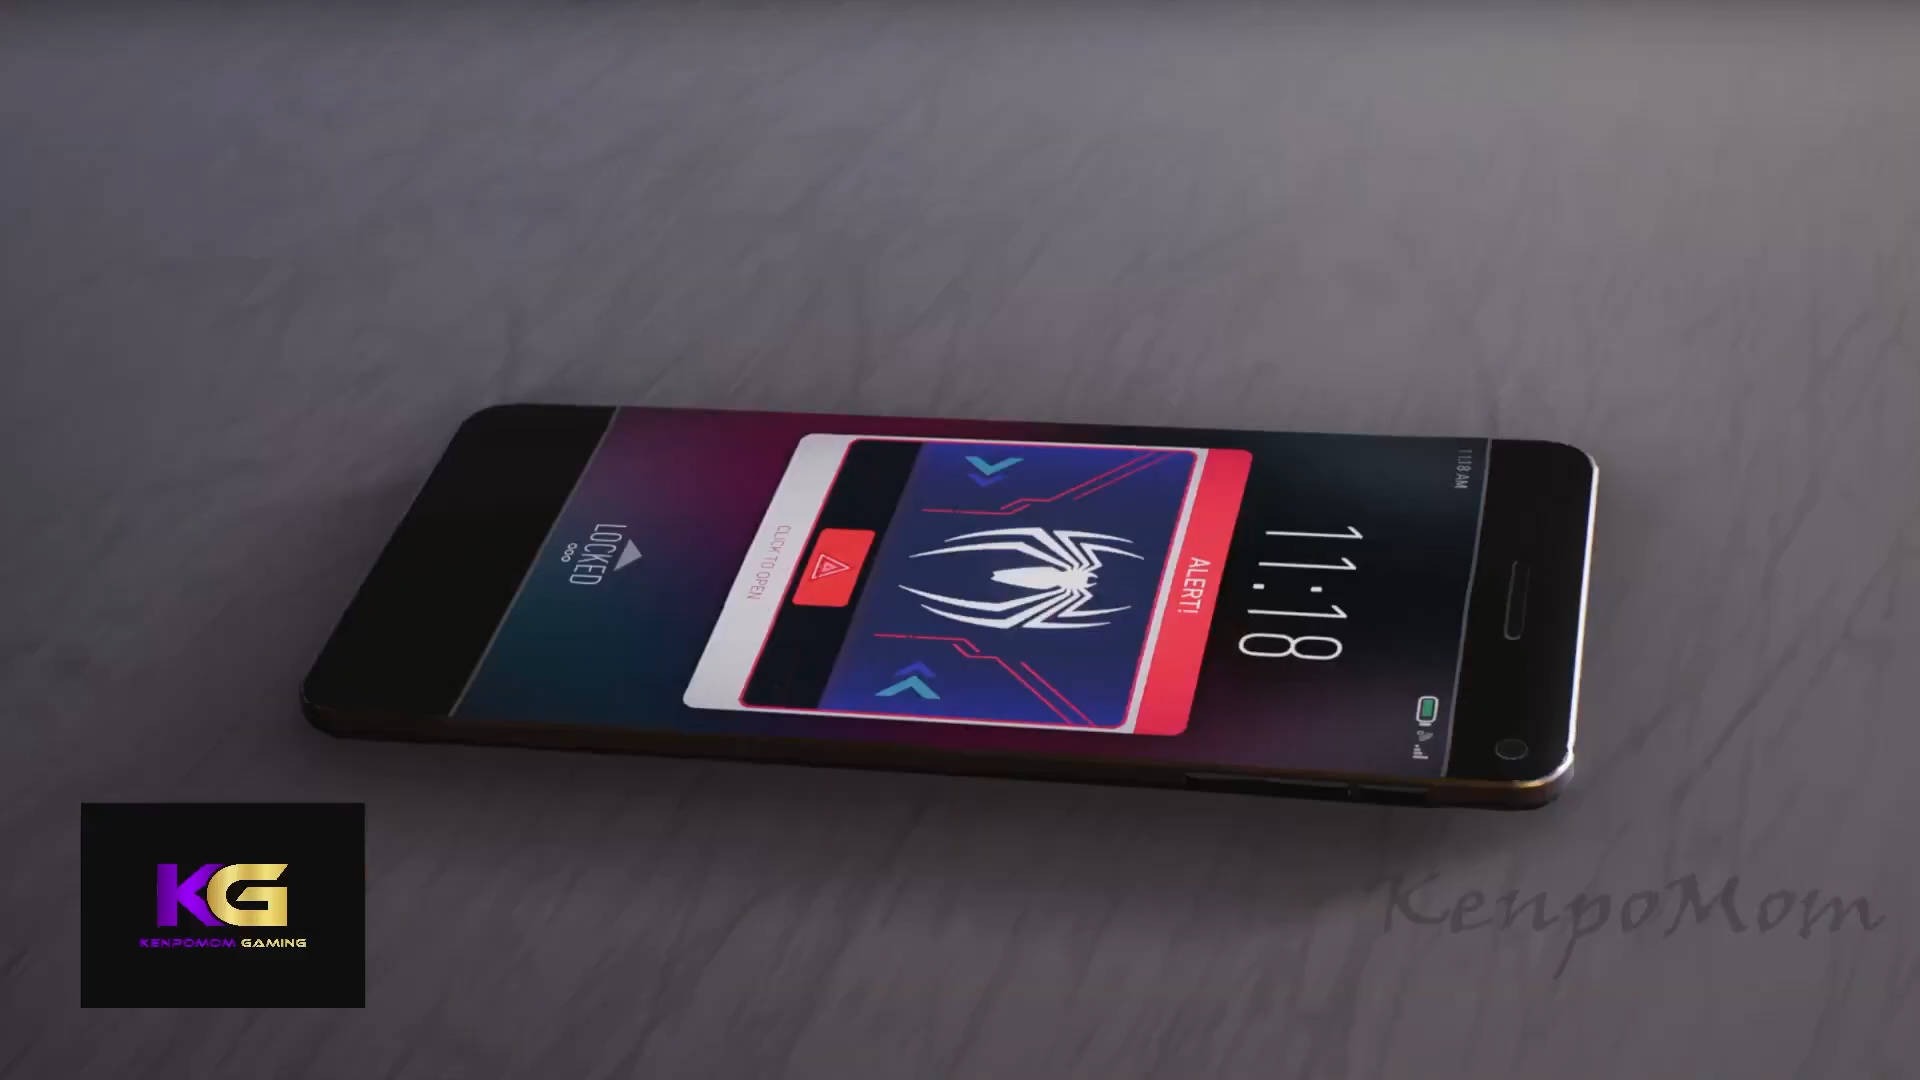 11:18 AM
11:18
ALERT!
CLICK TO OPEN
LOCKED
KG
KENPOMOM GAMING
KenpoMom